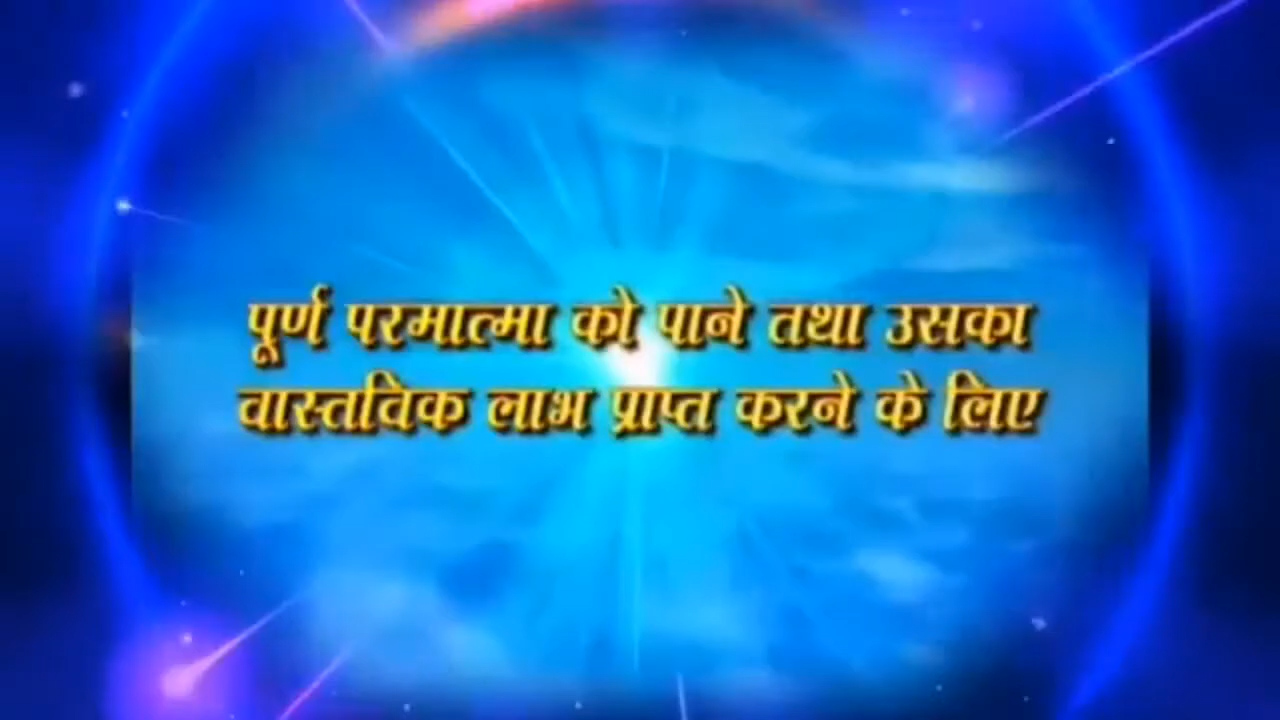 पूर्ण परमात्मा को पाने तथा उसका
वास्तविक लाभ प्राप्त करने के लिए